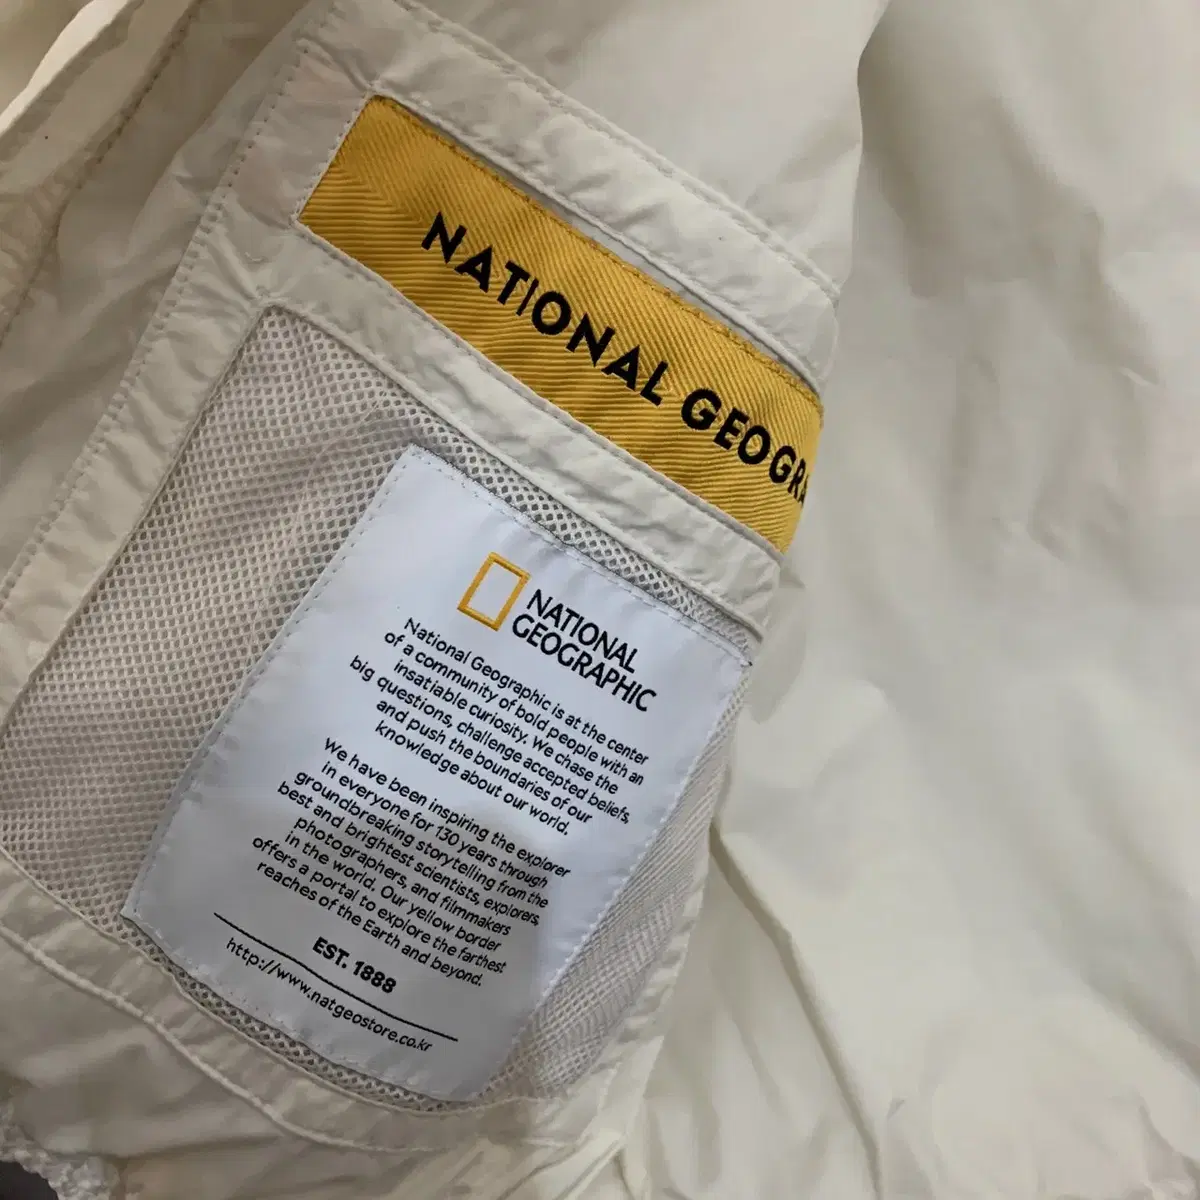 NATIONAL GEOGRA
NATIONAL
GEOGRAPHIC
National Geographic is at the center
of a community of bold people with an
insatiable curiosity. We chase the
big questions, challenge accepted beliefs,
and push the boundaries of our
knowledge about our world.
We have been inspiring the explorer
in everyone for 130 years through
groundbreaking storytelling from the
best and brightest scientists, explorers,
photographers, and filmmakers
in the world. Our yellow border
offers a portal to explore the farthest
reaches of the Earth and beyond.
EST. 1888
http://www.natgeostore.co.kr